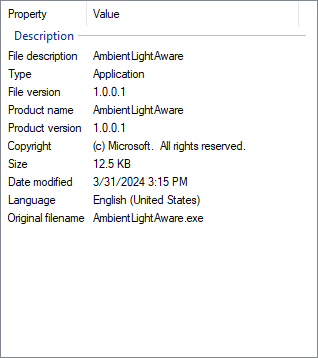 Property Value
Description
File description AmbientLightAware
Type Application
File version 1.0.0.1
Product name AmbientLightAware
Product version 1.0.0.1
Copyright (c) Microsoft.  All rights reserved.
Size 12.5 KB
Date modified 3/31/2024 3:15 PM
Language English (United States)
Original filename AmbientLightAware.exe